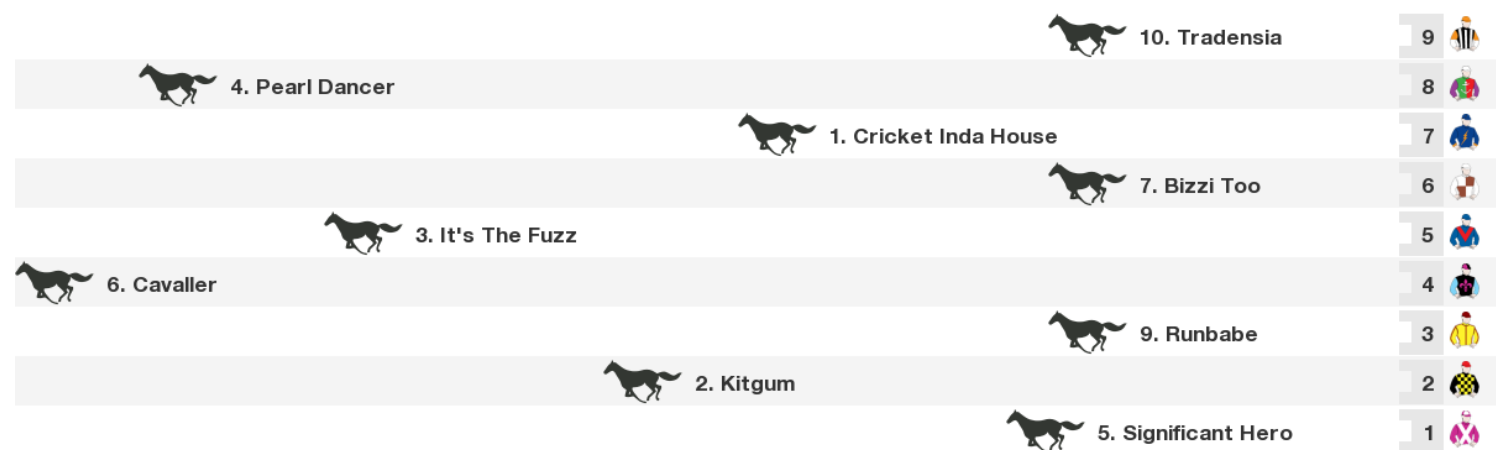 10. Tradensia 9
4. Pearl Dancer 8
1. Cricket Inda House 7
7. Bizzi Too 6
3. It's The Fuzz 5
6. Cavaller 4
9. Runbabe 3
2. Kitgum 2
5. Significant Hero 1